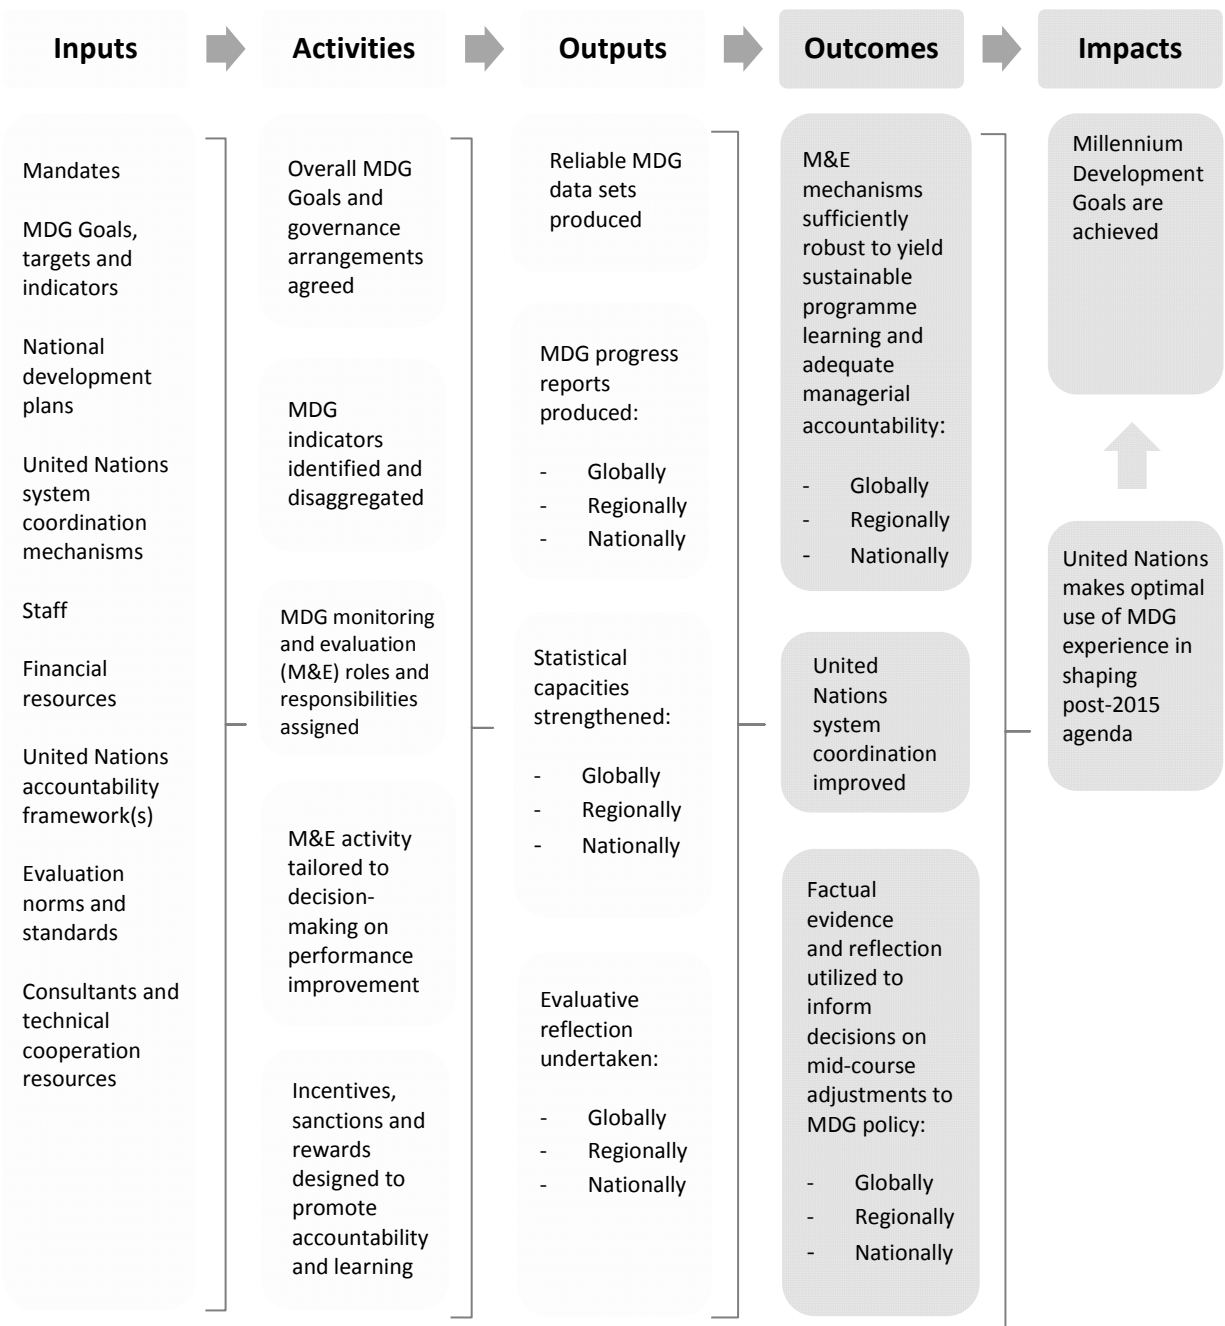 Inputs
Activities
Outputs
Outcomes
Impacts
Mandates
MDG Goals,
targets and
indicators
National
development
plans
United Nations
system
coordination
mechanisms
Staff
Financial
resources
United Nations
accountability
framework(s)
Evaluation
norms and
standards
Consultants and
technical
cooperation
resources
Overall MDG
Goals and
governance
arrangements
agreed
MDG
indicators
identified and
disaggregated
MDG monitoring
and evaluation
(M&E) roles and
responsibilities
assigned
M&E activity
tailored to
decision-
making on
performance
improvement
Incentives,
sanctions and
rewards
designed to
promote
accountability
and learning
Reliable MDG
data sets
produced
MDG progress
reports
produced:
- Globally
- Regionally
- Nationally
Statistical
capacities
strengthened:
- Globally
- Regionally
- Nationally
Evaluative
reflection
undertaken:
- Globally
- Regionally
- Nationally
M&E
mechanisms
sufficiently
robust to yield
sustainable
programme
learning and
adequate
managerial
accountability:
- Globally
- Regionally
- Nationally
United
Nations
system
coordination
improved
Factual
evidence
and reflection
utilized to
inform
decisions on
mid-course
adjustments to
MDG policy:
- Globally
- Regionally
- Nationally
Millennium
Development
Goals are
achieved
United Nations
makes optimal
use of MDG
experience in
shaping
post-2015
agenda